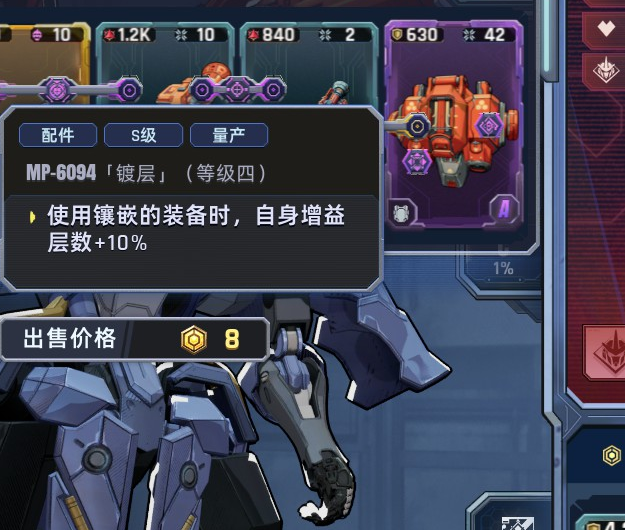 10 1.2K 10 840 2 630 42
配件 S级 量产
MP-6094「镀层」（等级四）
使用镶嵌的装备时，自身增益
层数+10%
A
1%
出售价格 8